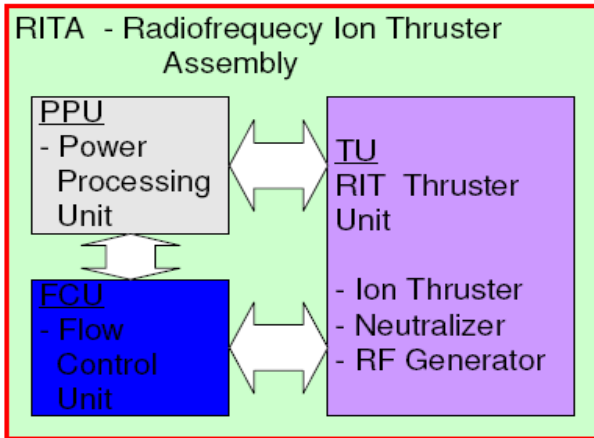 RITA - Radiofrequecy Ion Thruster
Assembly
PPU
- Power
Processing
Unit
TU
RIT Thruster
Unit
- Ion Thruster
- Neutralizer
- RF Generator
FCU
- Flow
Control
Unit